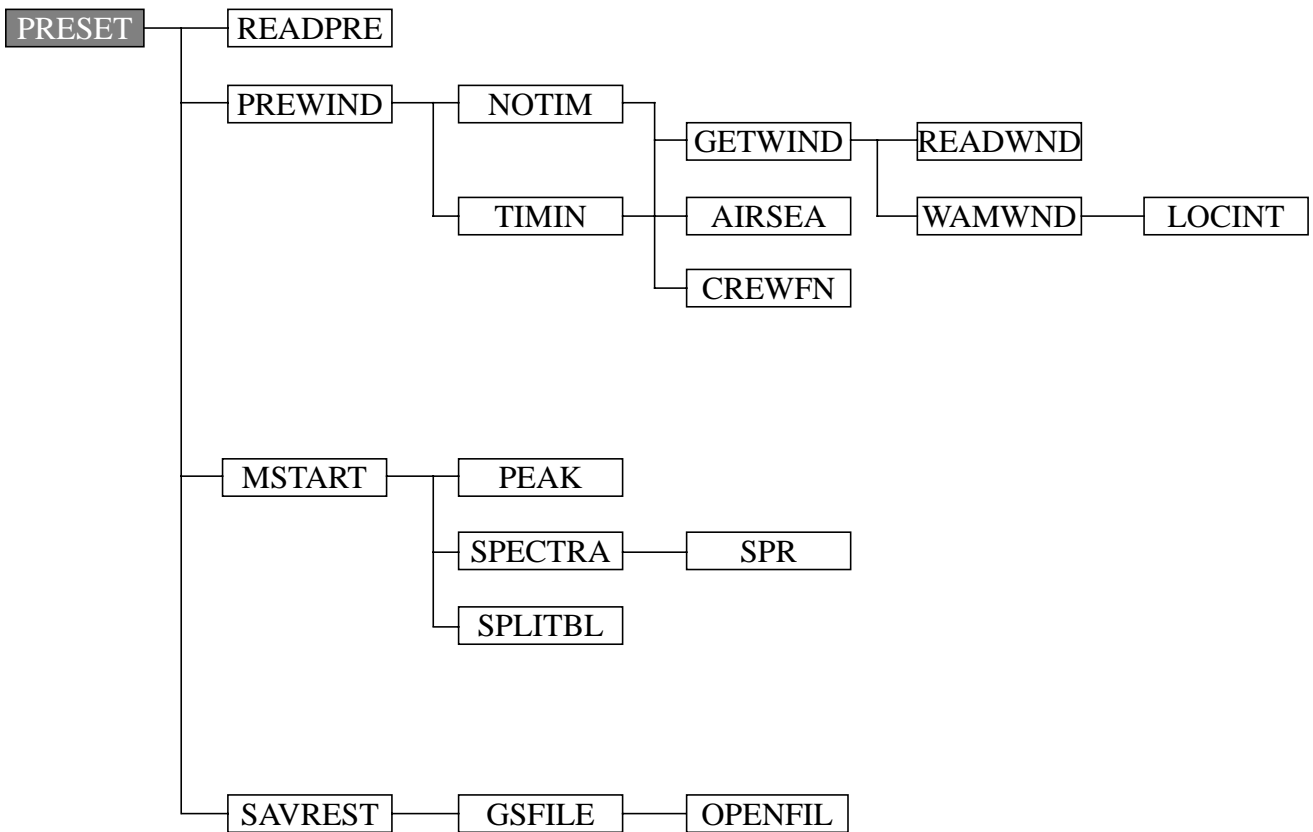 PRESET
READPRE
PREWIND
NOTIM
GETWIND
READWND
TIMIN
AIRSEA
WAMWND
LOCINT
CREWFN
MSTART
PEAK
SPECTRA
SPR
SPLITBL
SAVREST
GSFILE
OPENFIL